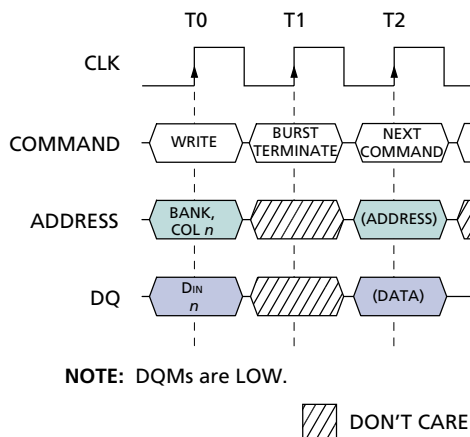 T0 T1 T2
CLK
COMMAND WRITE BURST TERMINATE NEXT COMMAND
ADDRESS BANK, COL n (ADDRESS)
DQ DIN n (DATA)
NOTE: DQMs are LOW.
DON'T CARE